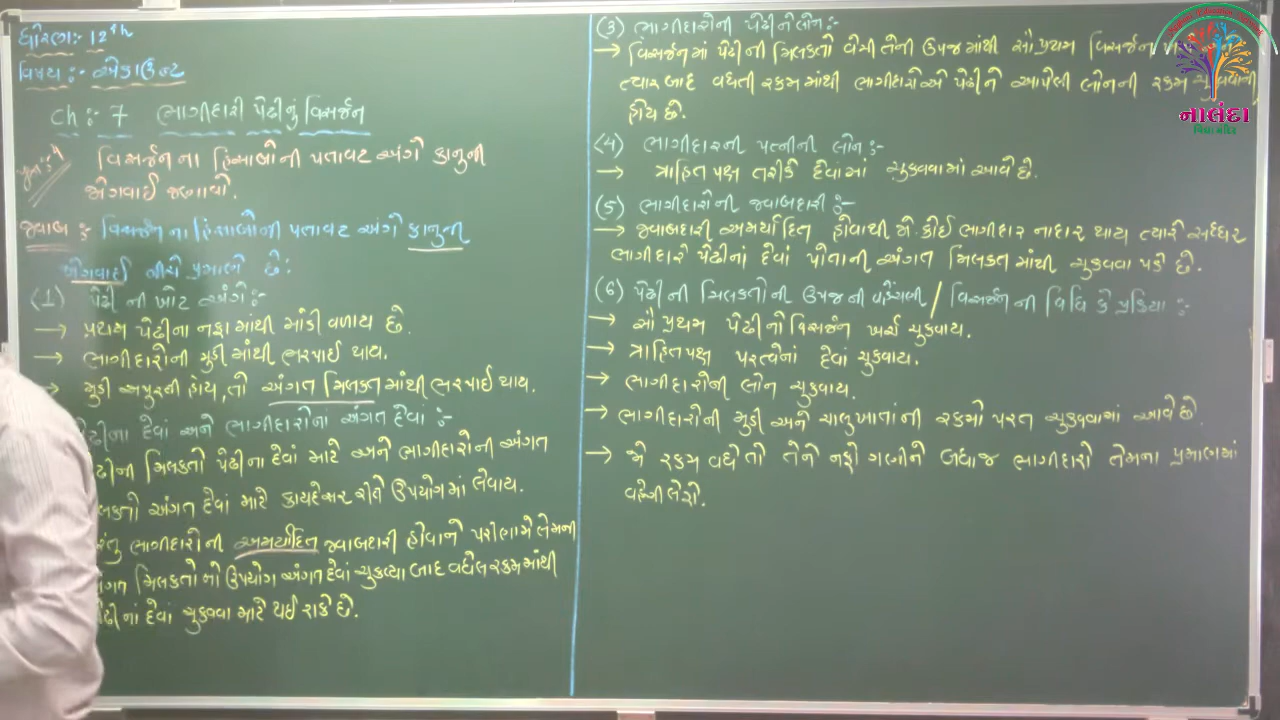 ધોરણ:- 12th
વિષય:- એકાઉન્ટ
Ch:- 7 ભાગીદારી પેઢીનું વિસર્જન
વિસર્જનના હિસાબોની પતાવટ અંગે કાનુની
જોગવાઈ જણાવો.
જવાબ:- વિસર્જનના હિસાબોની પતાવટ અંગે કાનુની
જોગવાઈ નીચે પ્રમાણે છે:
(1) પેઢી ની ખોટ અંગે:-
→ પ્રથમ પેઢીના નફામાંથી માંડી વળાય છે.
→ ભાગીદારોની મુડી માંથી ભરપાઈ થાય.
મુડી અપુરની હોય, તો અંગત મિલકત માંથી ભરપાઈ થાય.
ના દેવાં અને ભાગીદારોનાં અંગત દેવાં :-
મિલકતો પેઢીના દેવાં માટે અને ભાગીદારોની અંગત
અંગત દેવાં માટે કાયદેસર રીતે ઉપયોગમાં લેવાય.
ભાગીદારોની અમર્યાદિત જવાબદારી હોવાને પરીણામે તેમની
મિલકતોનો ઉપયોગ અંગત દેવાં ચુકવ્યા બાદ વધેલ રકમમાંથી
દેવાં ચુકવવા માટે થઈ શકે છે.
(3) ભાગીદારોની પેઢીને લોન:-
→ વિસર્જનમાં પેઢીની મિલકતો વેચી તેની ઉપજ માંથી સૌ પ્રથમ વિસર્જન
ત્યાર બાદ વધતી રકમ માંથી ભાગીદારોએ પેઢીને આપેલી લોનની રકમ ચુકવવાની
હોય છે.
(4) ભાગીદારની પત્નીની લોન:-
→ ત્રાહિત પક્ષ તરીકે દેવામાં ચુકવવામાં આવે છે.
(5) ભાગીદારોની જવાબદારી:-
→ જવાબદારી અમર્યાદિત હોવાથી જો કોઈ ભાગીદાર નાદાર થાય ત્યારે સધ્ધર
ભાગીદારો પેઢીનાં દેવાં પોતાની અંગત મિલકત માંથી ચુકવવા પડે છે.
(6) પેઢીની મિલકતોની ઉપજની વહેંચણી / વિસર્જન ની વિધિ કે પ્રક્રિયા :-
→ સૌ પ્રથમ પેઢીનો વિસર્જન ખર્ચ ચુકવાય.
→ ત્રાહિત પક્ષ પરત્વેનાં દેવાં ચુકવાય.
→ ભાગીદારોની લોન ચુકવાય.
→ ભાગીદારોની મુડી અને ચાલુખાતાંની રકમો પરત ચુકવવામાં આવે છે.
→ જે રકમ વધે તો તેને નફો ગણીને બધાજ ભાગીદારો તેમના પ્રમાણમાં
વહેંચી લેશે.
નાલંદા
વિદ્યા મંદિર